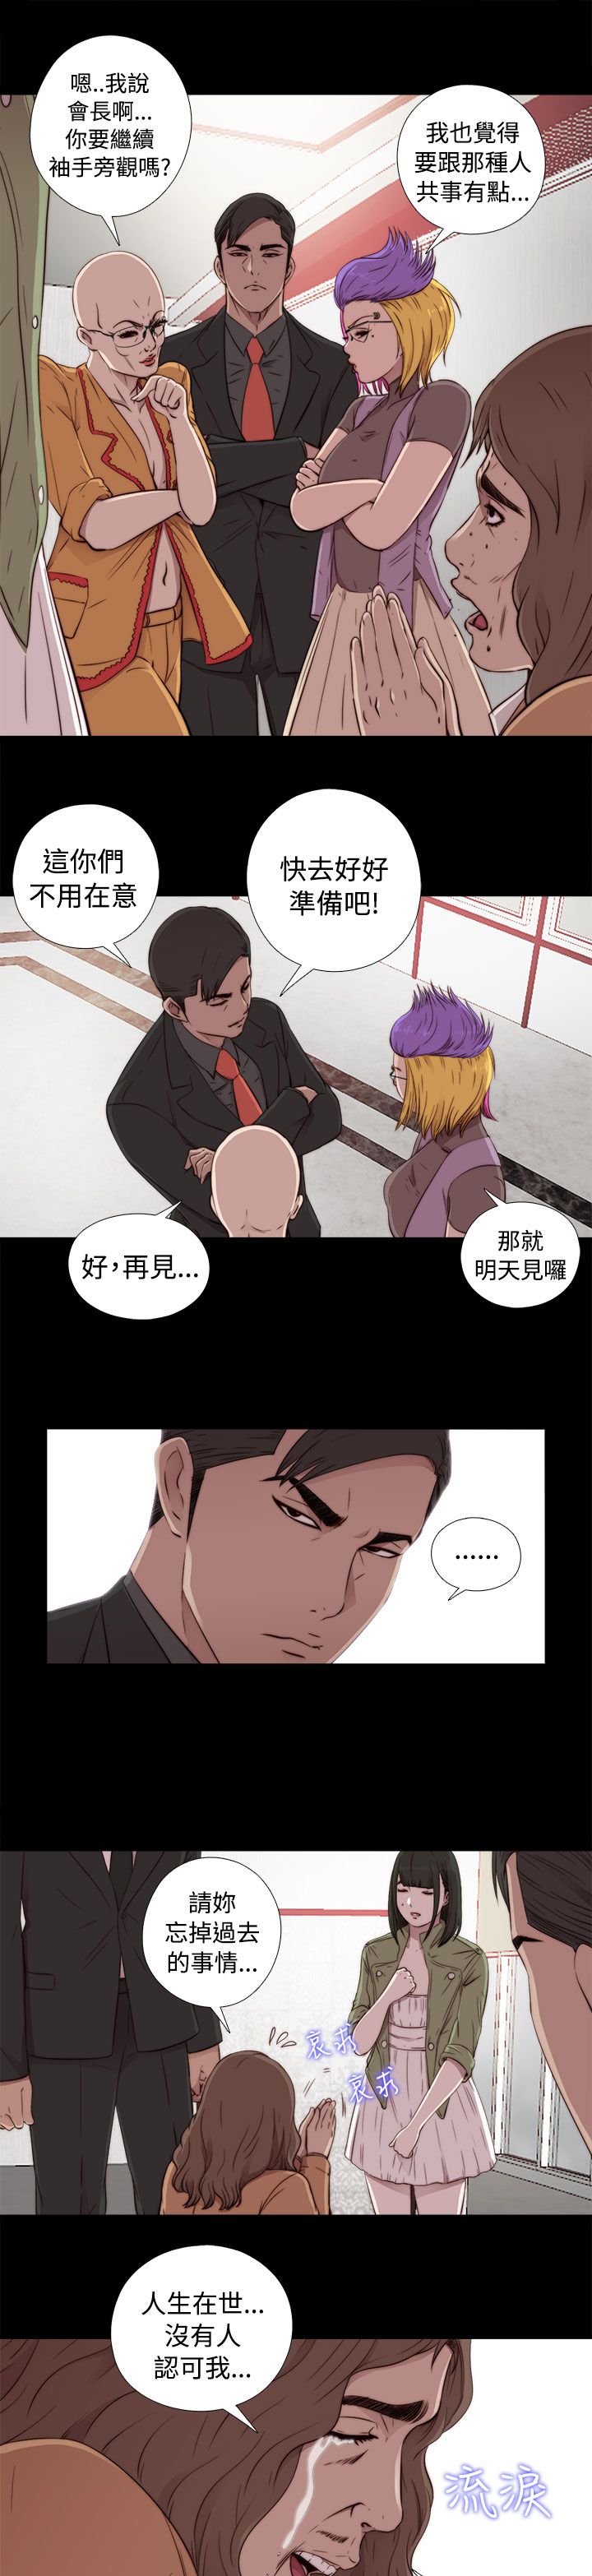 嗯..我說
會長啊...
你要繼續
袖手旁觀嗎?
我也覺得
要跟那種人
共事有點...
這你們
不用在意
快去好好
準備吧!
好,再見...
那就
明天見囉
......
請妳
忘掉過去
的事情...
哀求
哀求
人生在世...
沒有人
認可我...
流淚